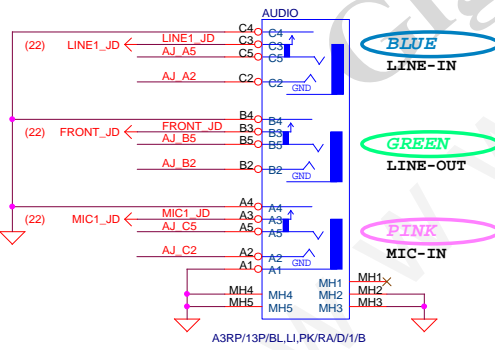 AUDIO
C4 C4
(22) LINE1_JD LINE1_JD C3 C3
AJ_A5 C5 C5
BLUE
LINE-IN
AJ_A2 C2 C2
GND
B4 B4
(22) FRONT_JD FRONT_JD B3 B3
AJ_B5 B5 B5
GREEN
LINE-OUT
AJ_B2 B2 B2
GND
A4 A4
(22) MIC1_JD MIC1_JD A3 A3
AJ_C5 A5 A5
PINK
MIC-IN
AJ_C2 A2 A2
GND
A1 A1
MH1 MH1
MH4 MH4 MH2 MH2
MH5 MH5 MH3 MH3
A3RP/13P/BL,LI,PK/RA/D/1/B